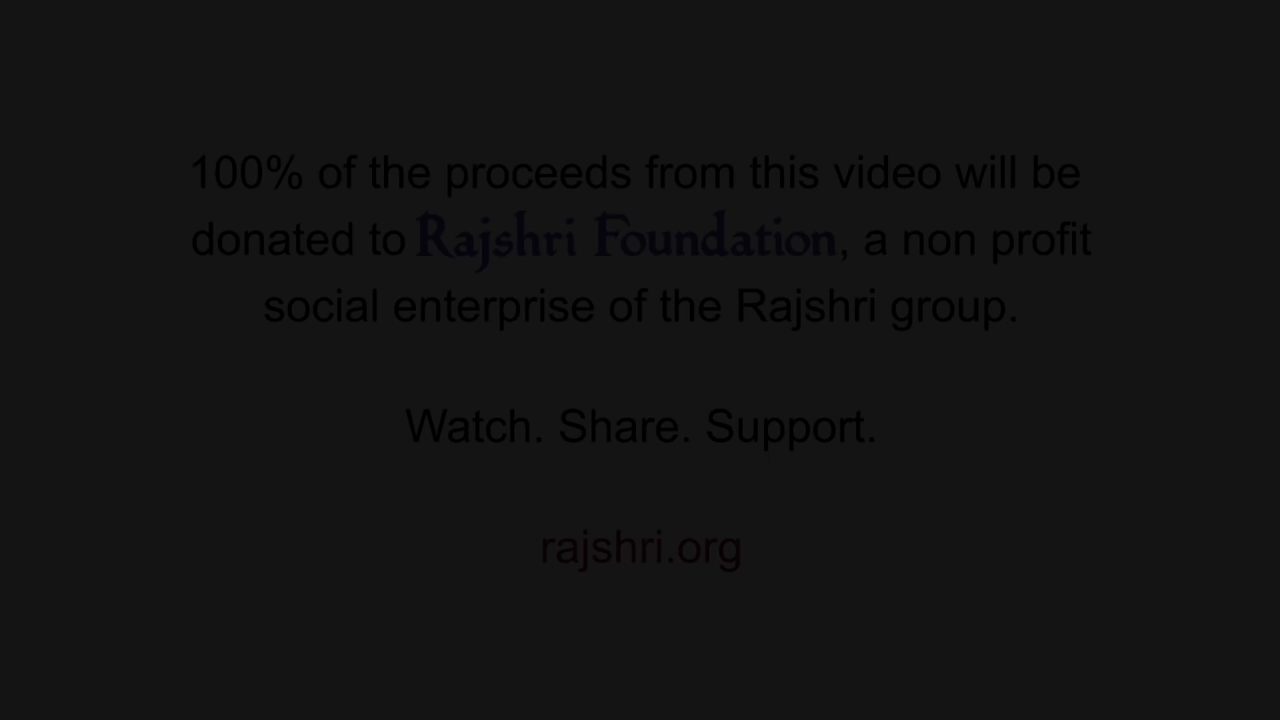 100% of the proceeds from this video will be
donated to Rajshri Foundation, a non profit
social enterprise of the Rajshri group.
Watch. Share. Support.
rajshri.org